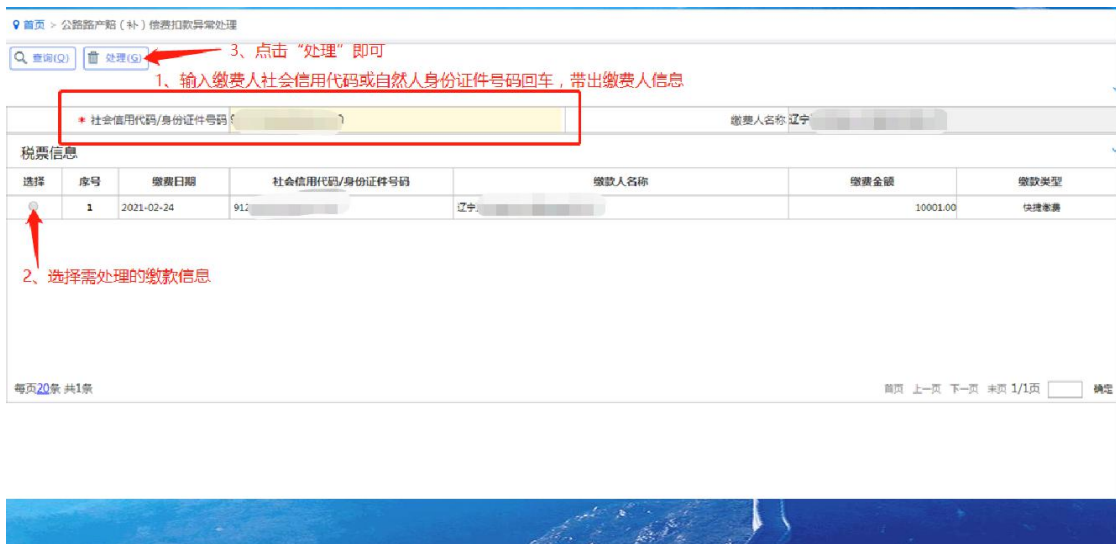 首页 > 公路路产赔（补）偿费扣款异常处理
查询(Q) 处理(G) 3、点击“处理”即可
1、输入缴费人社会信用代码或自然人身份证件号码回车，带出缴费人信息
* 社会信用代码/身份证件号码 缴费人名称 辽宁
税票信息
选择 序号 缴费日期 社会信用代码/身份证件号码 缴款人名称 缴费金额 缴款类型
1 2021-02-24 912 辽宁 10001.00 快捷缴费
2、选择需处理的缴款信息
每页20条 共1条 首页 上一页 下一页 末页 1/1页 确定